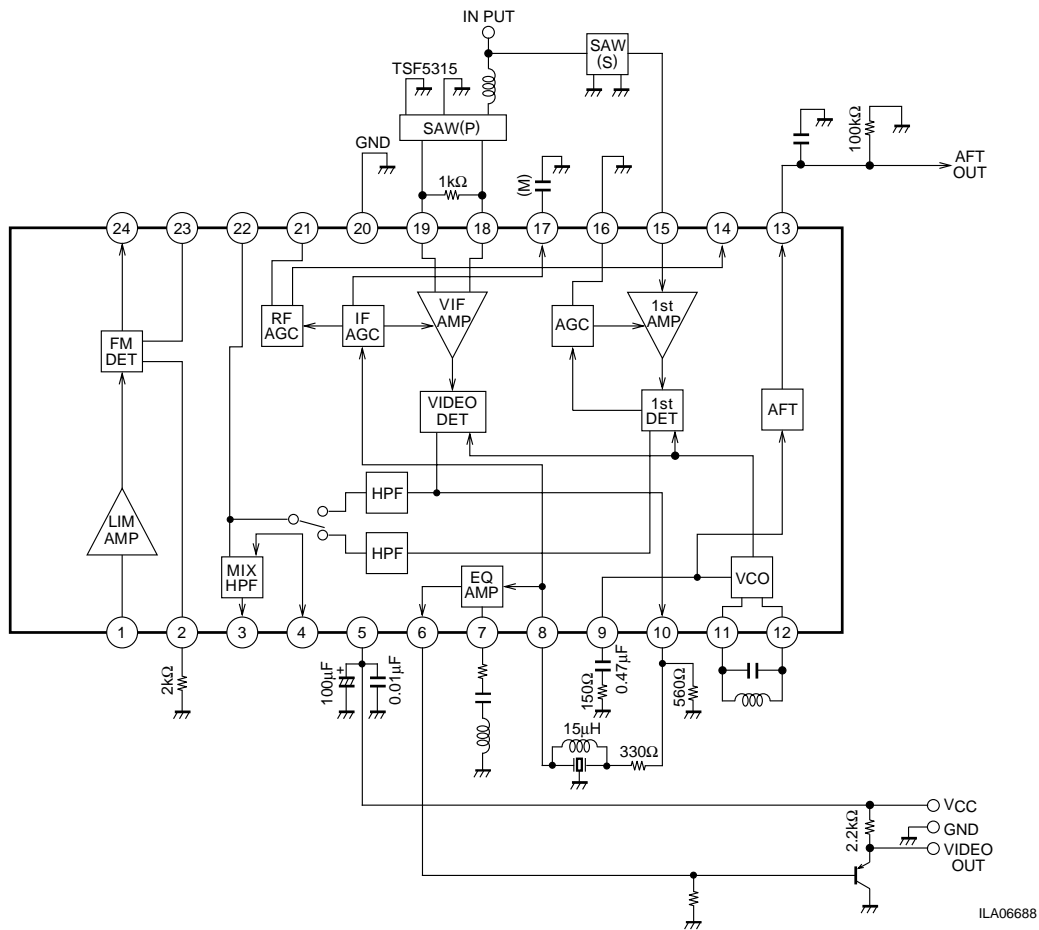 IN PUT
SAW
(S)
TSF5315
SAW(P)
GND
1kΩ
(M)
100kΩ
AFT
OUT
24
23
22
21
20
19
18
17
16
15
14
13
RF
AGC
IF
AGC
VIF
AMP
AGC
1st
AMP
FM
DET
VIDEO
DET
1st
DET
AFT
HPF
LIM
AMP
HPF
MIX
HPF
EQ
AMP
VCO
1
2
3
4
5
6
7
8
9
10
11
12
2kΩ
100μF
+
0.01μF
150Ω
0.47μF
560Ω
15μH
330Ω
2.2kΩ
VCC
GND
VIDEO
OUT
ILA06688